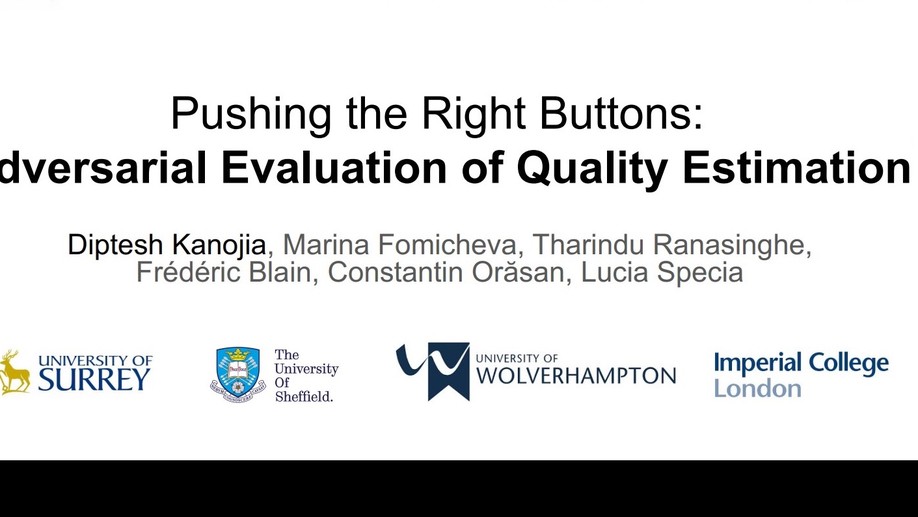 Pushing the Right Buttons:
dversarial Evaluation of Quality Estimation
Diptesh Kanojia, Marina Fomicheva, Tharindu Ranasinghe,
Frédéric Blain, Constantin Orăsan, Lucia Specia
UNIVERSITY OF
SURREY
The
University
Of
Sheffield.
UNIVERSITY OF
WOLVERHAMPTON
Imperial College
London